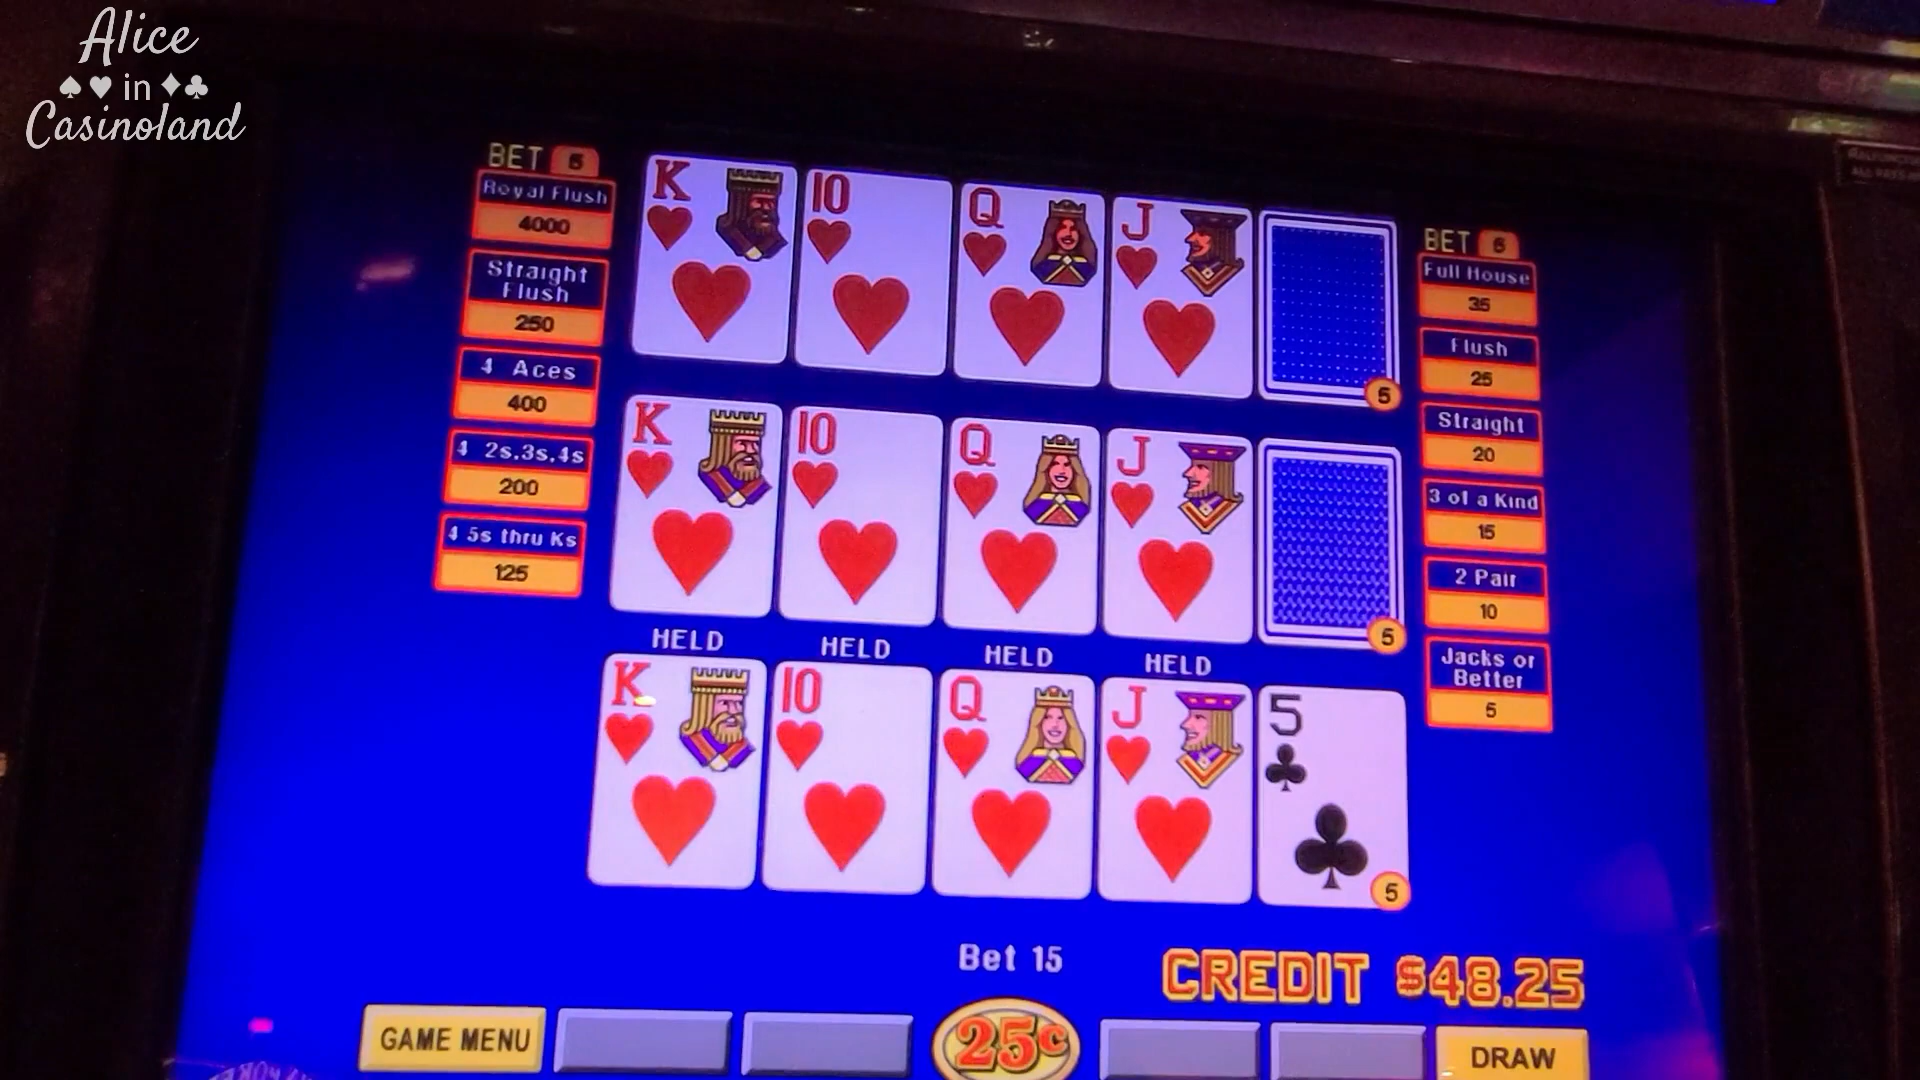 Alice
in
Casinoland
BET 5
Royal Flush
4000
Straight
Flush
250
4 Aces
400
4 2s,3s,4s
200
4 5s thru Ks
125
K
10
Q
J
5
K
10
Q
J
5
HELD
HELD
HELD
HELD
K
10
Q
J
5
5
BET 5
Full House
35
Flush
25
Straight
20
3 of a Kind
15
2 Pair
10
Jacks or
Better
5
Bet 15
CREDIT $48.25
GAME MENU
25¢
DRAW